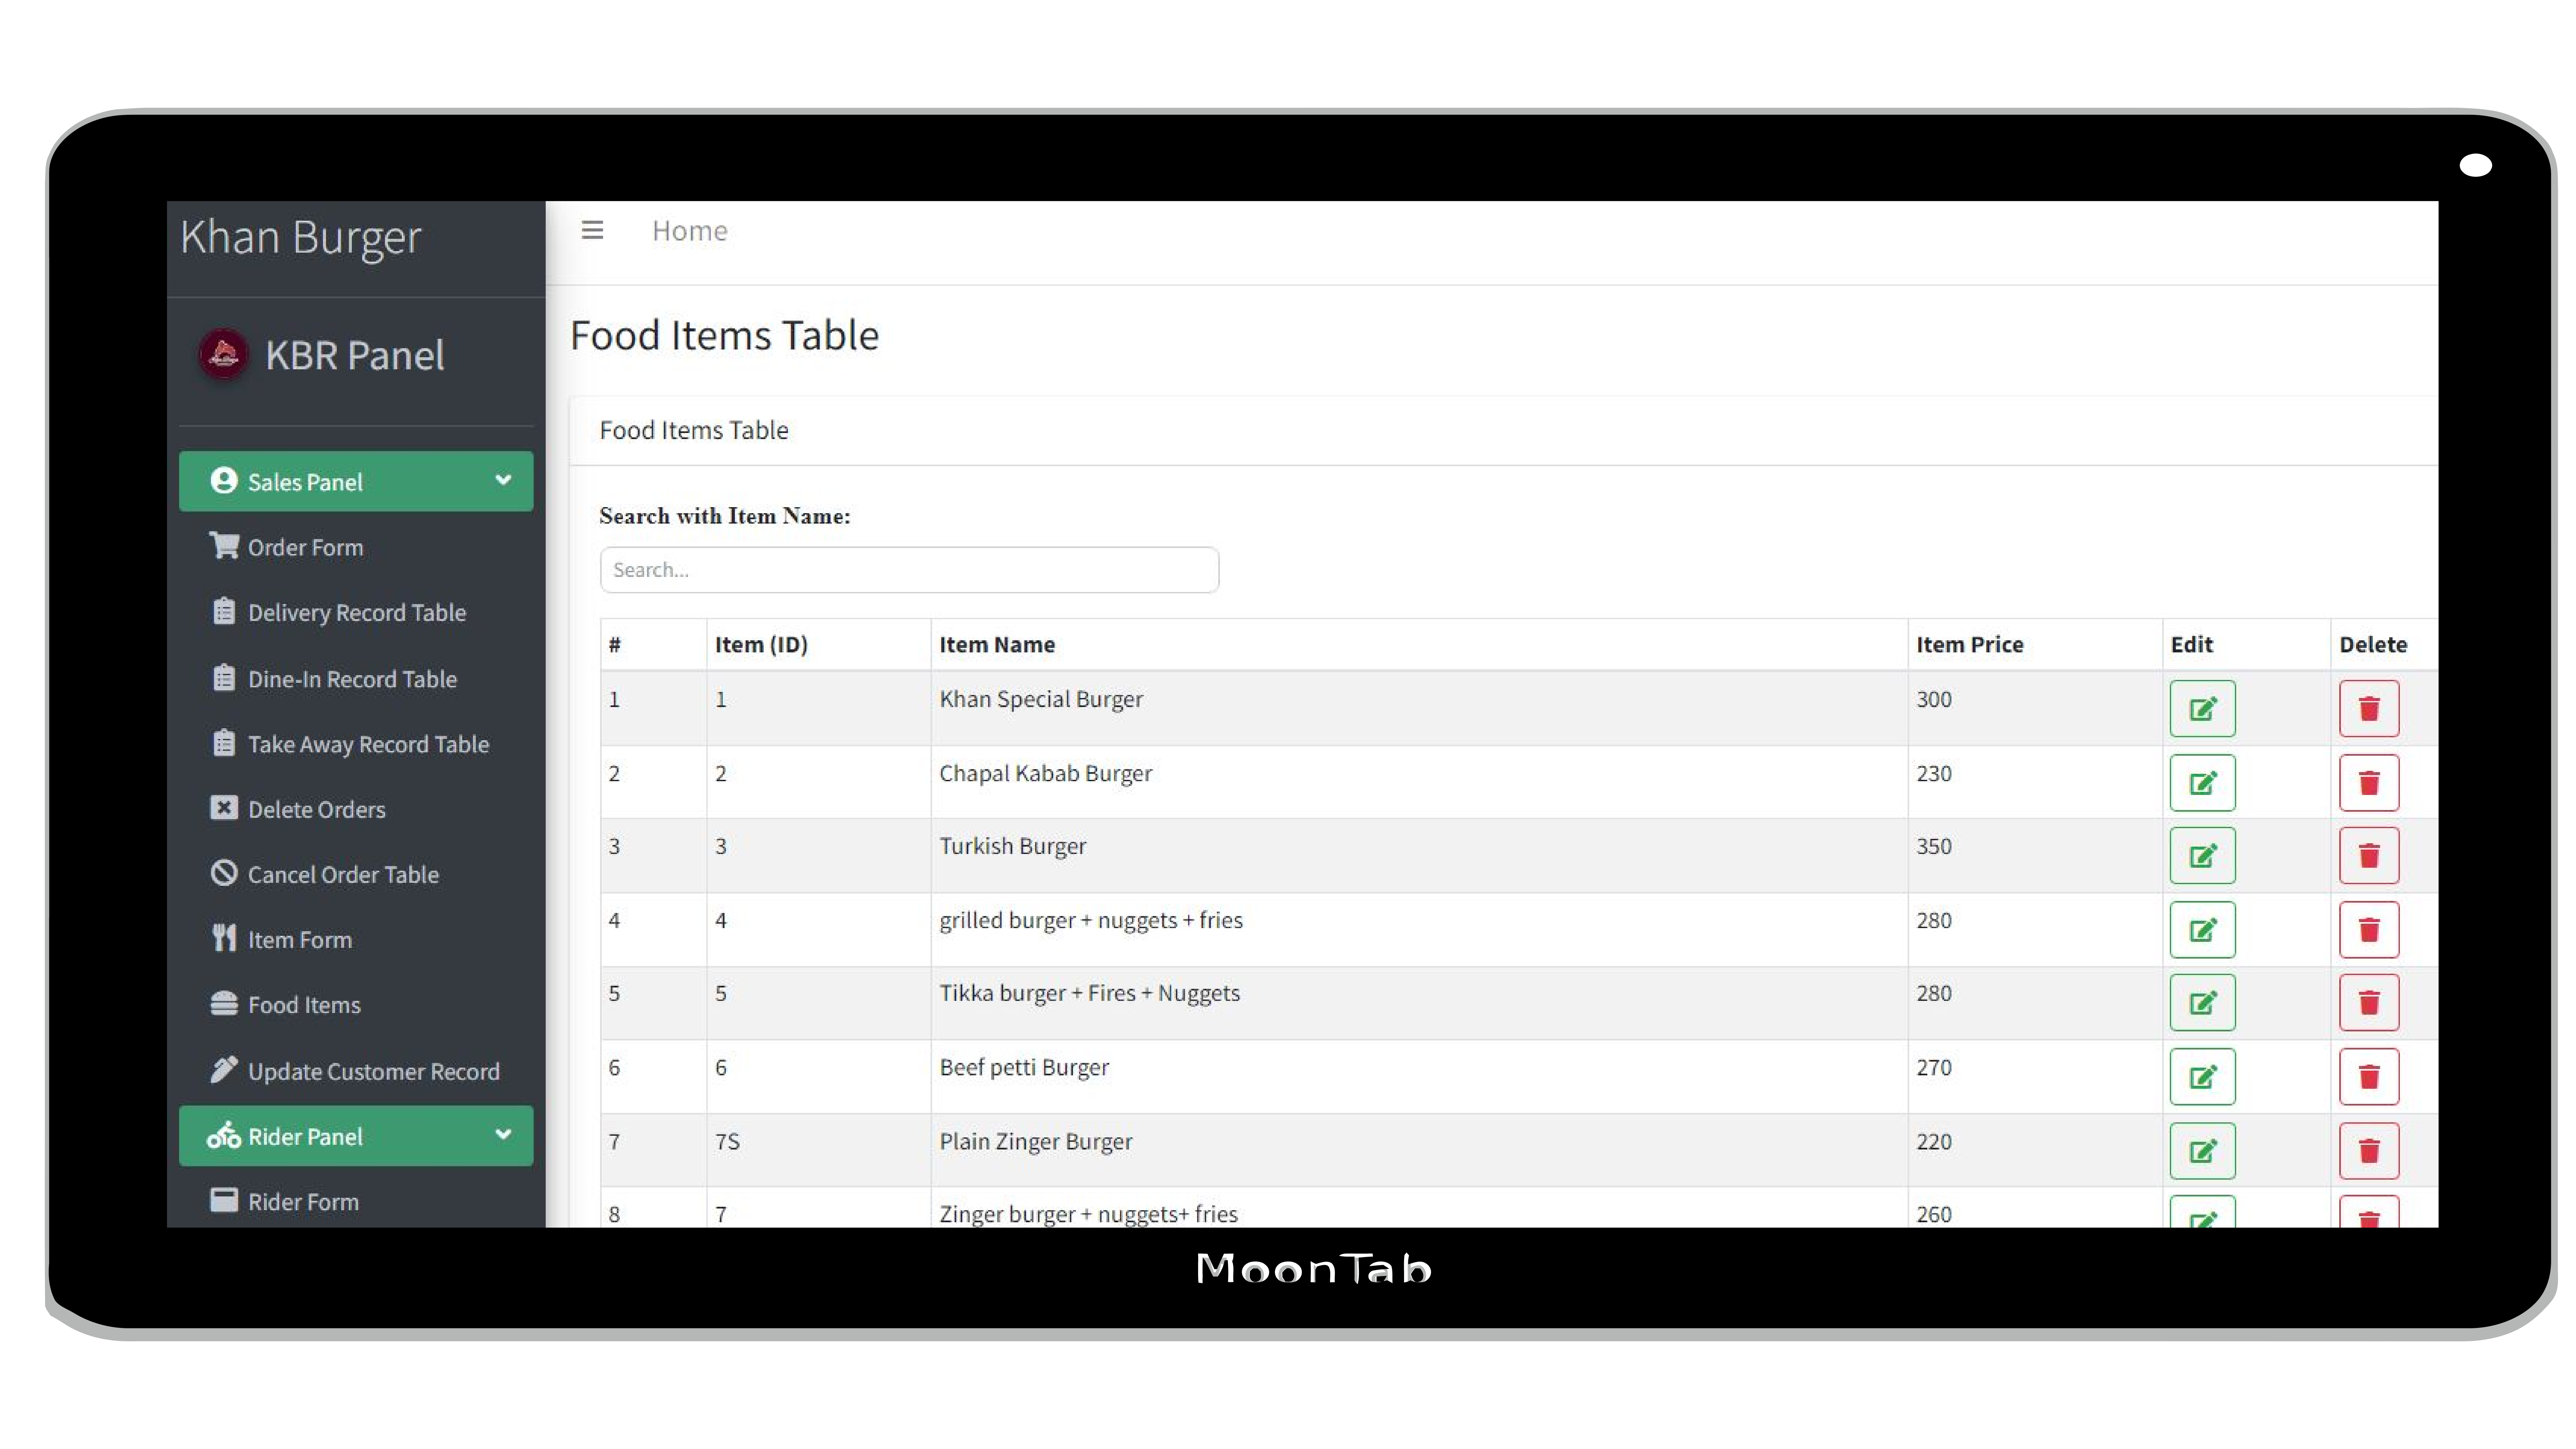 Khan Burger
KBR Panel
Sales Panel
Order Form
Delivery Record Table
Dine-In Record Table
Take Away Record Table
Delete Orders
Cancel Order Table
Item Form
Food Items
Update Customer Record
Rider Panel
Rider Form
Home
Food Items Table
Food Items Table
Search with Item Name:
Search...
# Item (ID) Item Name Item Price Edit Delete
1 1 Khan Special Burger 300
2 2 Chapal Kabab Burger 230
3 3 Turkish Burger 350
4 4 grilled burger + nuggets + fries 280
5 5 Tikka burger + Fires + Nuggets 280
6 6 Beef petti Burger 270
7 7S Plain Zinger Burger 220
8 7 Zinger burger + nuggets+ fries 260
MoonTab